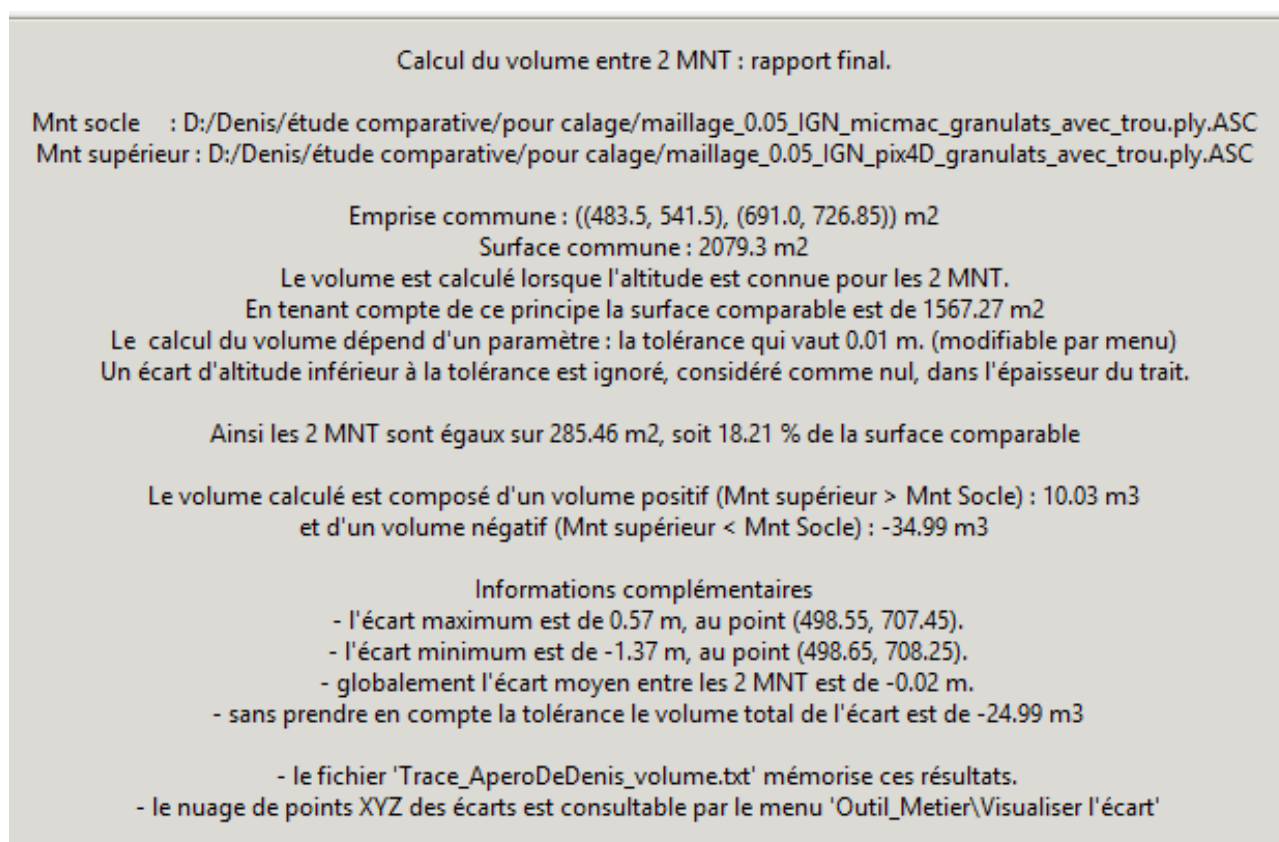 Calcul du volume entre 2 MNT : rapport final.
Mnt socle : D:/Denis/étude comparative/pour calage/maillage_0.05_IGN_micmac_granulats_avec_trou.ply.ASC
Mnt supérieur : D:/Denis/étude comparative/pour calage/maillage_0.05_IGN_pix4D_granulats_avec_trou.ply.ASC
Emprise commune : ((483.5, 541.5), (691.0, 726.85)) m2
Surface commune : 2079.3 m2
Le volume est calculé lorsque l'altitude est connue pour les 2 MNT.
En tenant compte de ce principe la surface comparable est de 1567.27 m2
Le calcul du volume dépend d'un paramètre : la tolérance qui vaut 0.01 m. (modifiable par menu)
Un écart d'altitude inférieur à la tolérance est ignoré, considéré comme nul, dans l'épaisseur du trait.
Ainsi les 2 MNT sont égaux sur 285.46 m2, soit 18.21 % de la surface comparable
Le volume calculé est composé d'un volume positif (Mnt supérieur > Mnt Socle) : 10.03 m3
et d'un volume négatif (Mnt supérieur < Mnt Socle) : -34.99 m3
Informations complémentaires
- l'écart maximum est de 0.57 m, au point (498.55, 707.45).
- l'écart minimum est de -1.37 m, au point (498.65, 708.25).
- globalement l'écart moyen entre les 2 MNT est de -0.02 m.
- sans prendre en compte la tolérance le volume total de l'écart est de -24.99 m3
- le fichier 'Trace_AperoDeDenis_volume.txt' mémorise ces résultats.
- le nuage de points XYZ des écarts est consultable par le menu 'Outil_Metier\Visualiser l'écart'